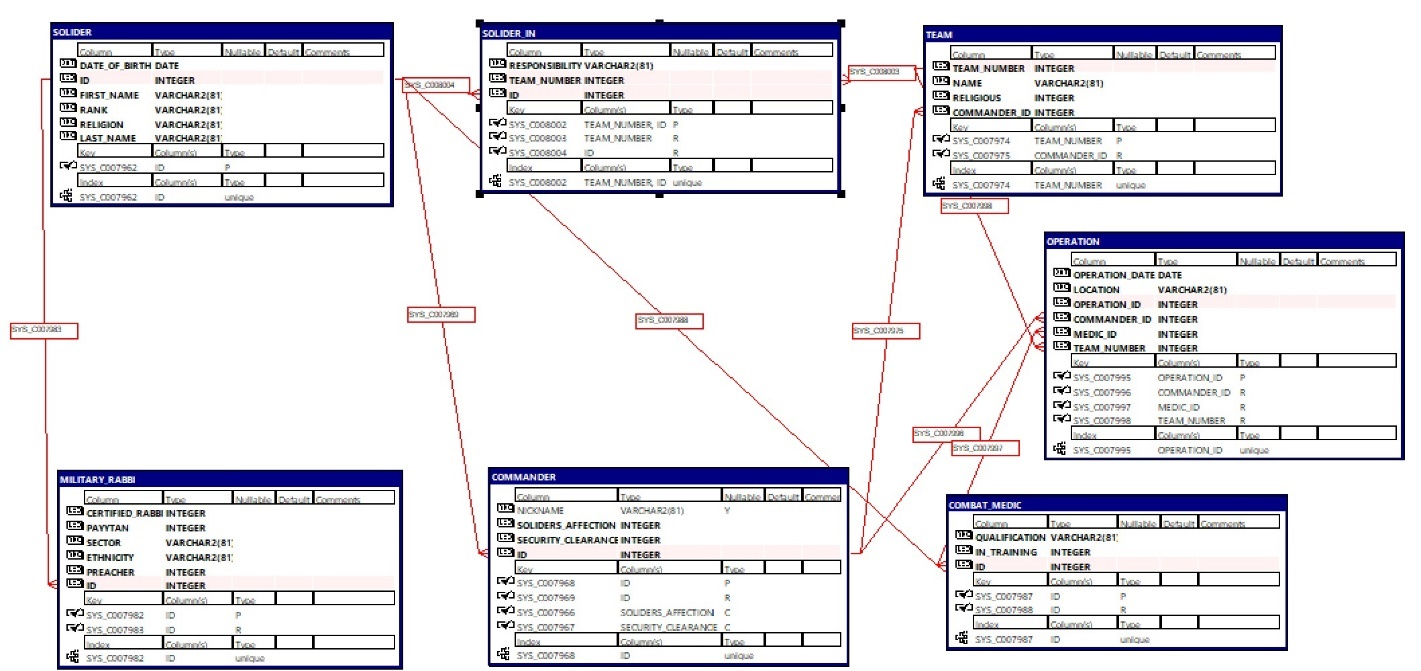 SOLIDER
Column Type Nullable Default Comments
DATE_OF_BIRTH DATE
ID INTEGER
FIRST_NAME VARCHAR2(81)
RANK VARCHAR2(81)
RELIGION VARCHAR2(81)
LAST_NAME VARCHAR2(81)
Key Column(s) Type
SYS_C007962 ID P
Index Column(s) Type
SYS_C007962 ID unique
SYS_C008004
SOLIDER_IN
Column Type Nullable Default Comments
RESPONSIBILITY VARCHAR2(81)
TEAM_NUMBER INTEGER
ID INTEGER
Key Column(s) Type
SYS_C008002 TEAM_NUMBER, ID P
SYS_C008003 TEAM_NUMBER R
SYS_C008004 ID R
Index Column(s) Type
SYS_C008002 TEAM_NUMBER, ID unique
SYS_C008003
TEAM
Column Type Nullable Default Comments
TEAM_NUMBER INTEGER
NAME VARCHAR2(81)
RELIGIOUS INTEGER
COMMANDER_ID INTEGER
Key Column(s) Type
SYS_C007974 TEAM_NUMBER P
SYS_C007975 COMMANDER_ID R
Index Column(s) Type
SYS_C007974 TEAM_NUMBER unique
SYS_C007998
OPERATION
Column Type Nullable Default Comments
OPERATION_DATE DATE
LOCATION VARCHAR2(81)
OPERATION_ID INTEGER
COMMANDER_ID INTEGER
MEDIC_ID INTEGER
TEAM_NUMBER INTEGER
Key Column(s) Type
SYS_C007995 OPERATION_ID P
SYS_C007996 COMMANDER_ID R
SYS_C007997 MEDIC_ID R
SYS_C007998 TEAM_NUMBER R
Index Column(s) Type
SYS_C007995 OPERATION_ID unique
SYS_C007983
SYS_C007969
SYS_C007988
SYS_C007975
SYS_C007996
SYS_C007997
MILITARY_RABBI
Column Type Nullable Default Comments
CERTIFIED_RABBI INTEGER
PAYYTAN INTEGER
SECTOR VARCHAR2(81)
ETHNICITY VARCHAR2(81)
PREACHER INTEGER
ID INTEGER
Key Column(s) Type
SYS_C007982 ID P
SYS_C007983 ID R
Index Column(s) Type
SYS_C007982 ID unique
COMMANDER
Column Type Nullable Default Commen
NICKNAME VARCHAR2(81) Y
SOLIDERS_AFFECTION INTEGER
SECURITY_CLEARANCE INTEGER
ID INTEGER
Key Column(s) Type
SYS_C007968 ID P
SYS_C007969 ID R
SYS_C007966 SOLIDERS_AFFECTION C
SYS_C007967 SECURITY_CLEARANCE C
Index Column(s) Type
SYS_C007968 ID unique
COMBAT_MEDIC
Column Type Nullable Default Comments
QUALIFICATION VARCHAR2(81)
IN_TRAINING INTEGER
ID INTEGER
Key Column(s) Type
SYS_C007987 ID P
SYS_C007988 ID R
Index Column(s) Type
SYS_C007987 ID unique